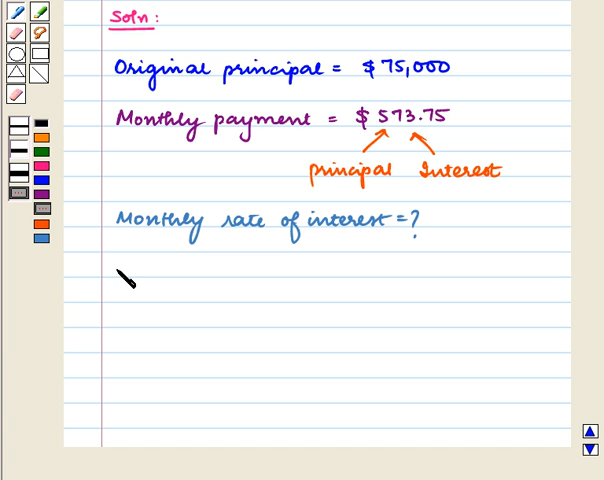 Soln:
Original principal = $75,000
Monthly payment = $573.75
principal Interest
Monthly rate of interest = ?